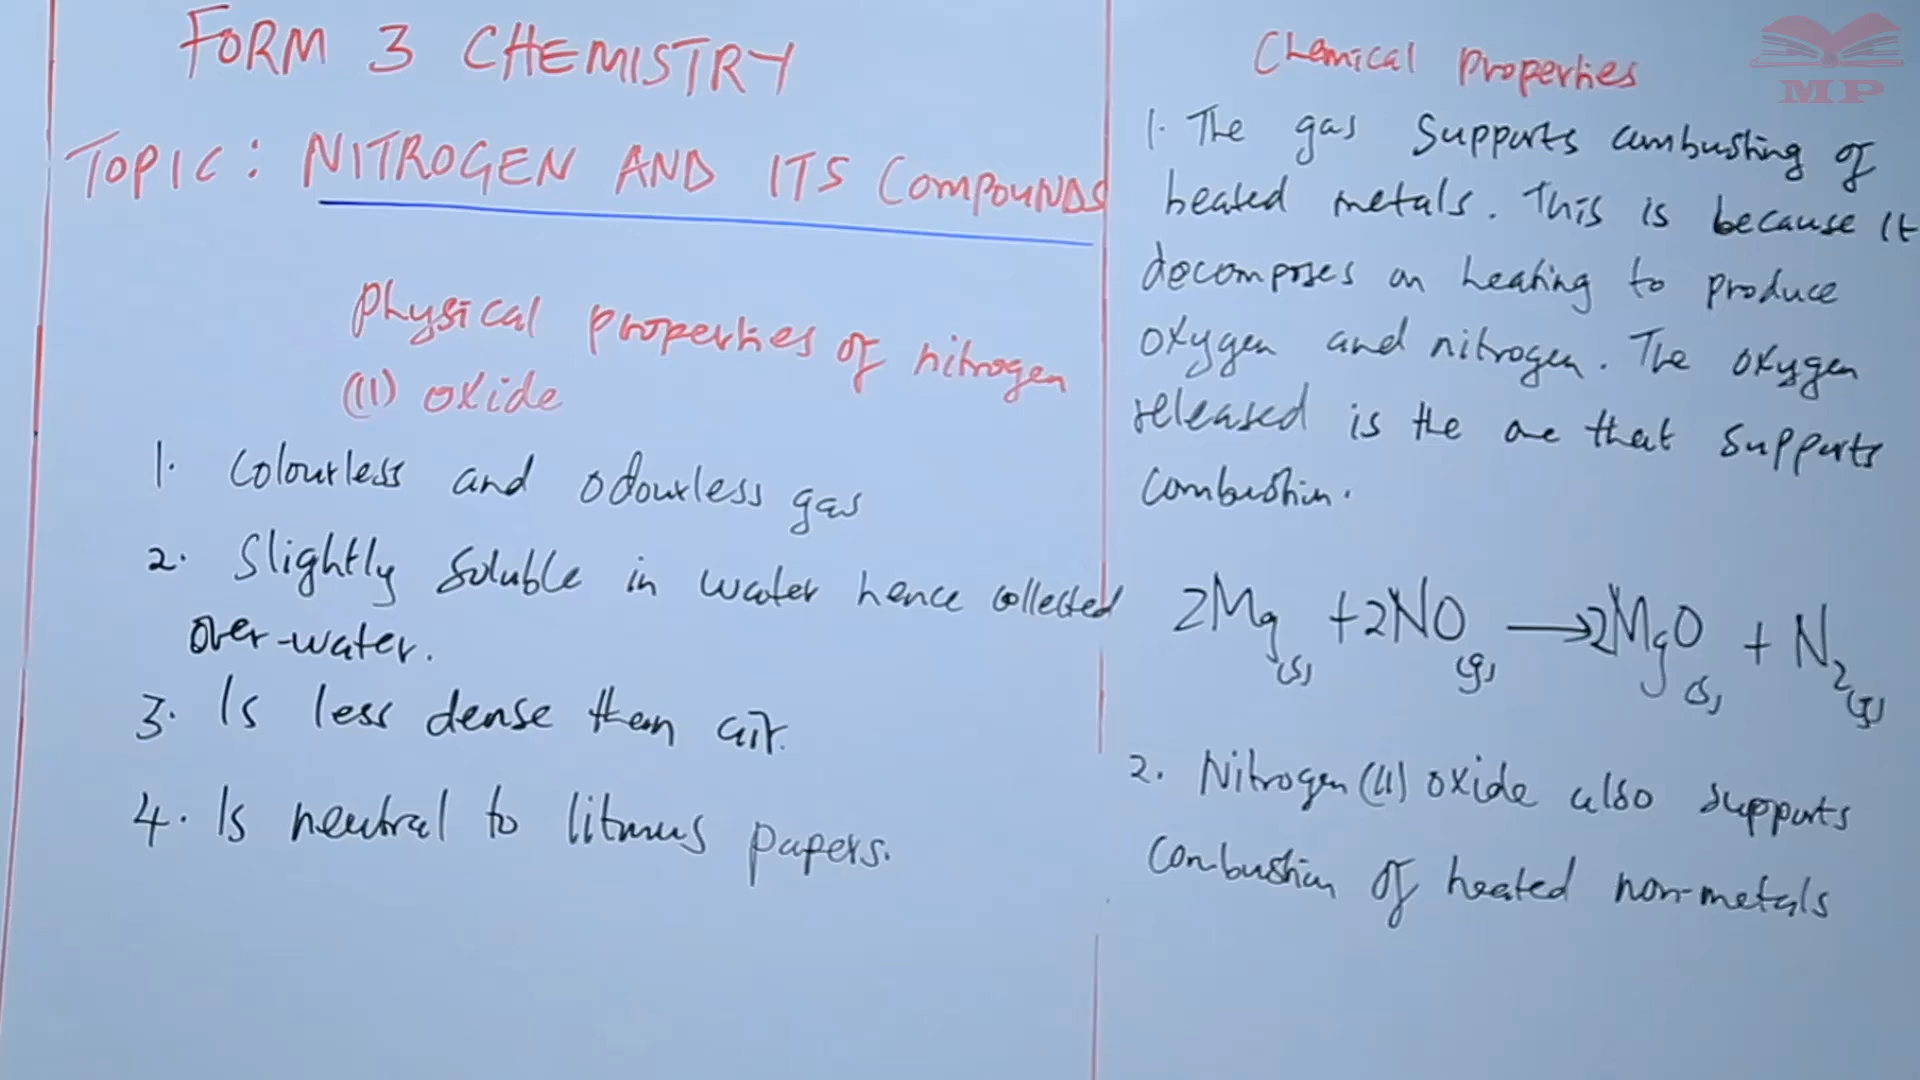 FORM 3 CHEMISTRY
TOPIC: NITROGEN AND ITS COMPOUNDS
Physical properties of nitrogen
(II) oxide
1. Colourless and odourless gas
2. Slightly soluble in water hence collected
over-water.
3. Is less dense than air.
4. Is neutral to litmus papers.
Chemical properties
1. The gas supports combusting of
heated metals. This is because it
decomposes on heating to produce
oxygen and nitrogen. The oxygen
released is the one that supports
combustion.
2Mg(s) + 2NO(g) → 2MgO(s) + N2(g)
2. Nitrogen (II) oxide also supports
combustion of heated non-metals
MP